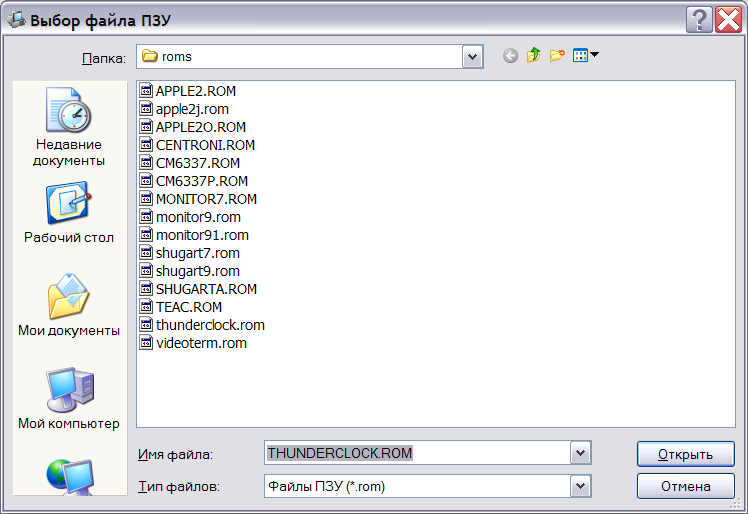 Выбор файла ПЗУ
Папка:
roms
Недавние
документы
Рабочий стол
Мои документы
Мой компьютер
APPLE2.ROM
apple2j.rom
APPLE2O.ROM
CENTRONI.ROM
CM6337.ROM
CM6337P.ROM
MONITOR7.ROM
monitor9.rom
monitor91.rom
shugart7.rom
shugart9.rom
SHUGARTA.ROM
TEAC.ROM
thunderclock.rom
videoterm.rom
Имя файла:
THUNDERCLOCK.ROM
Открыть
Тип файлов:
Файлы ПЗУ (*.rom)
Отмена